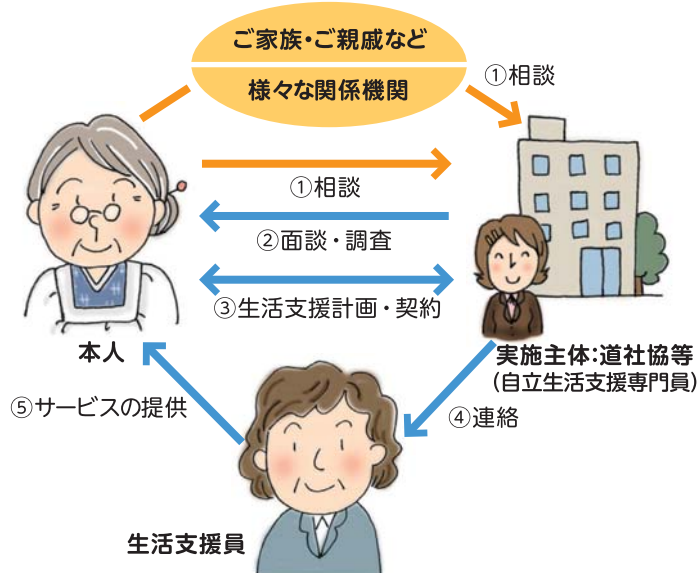 ご家族・ご親戚など
様々な関係機関
①相談
①相談
②面談・調査
③生活支援計画・契約
本人
実施主体:道社協等
(自立生活支援専門員)
⑤サービスの提供
④連絡
生活支援員